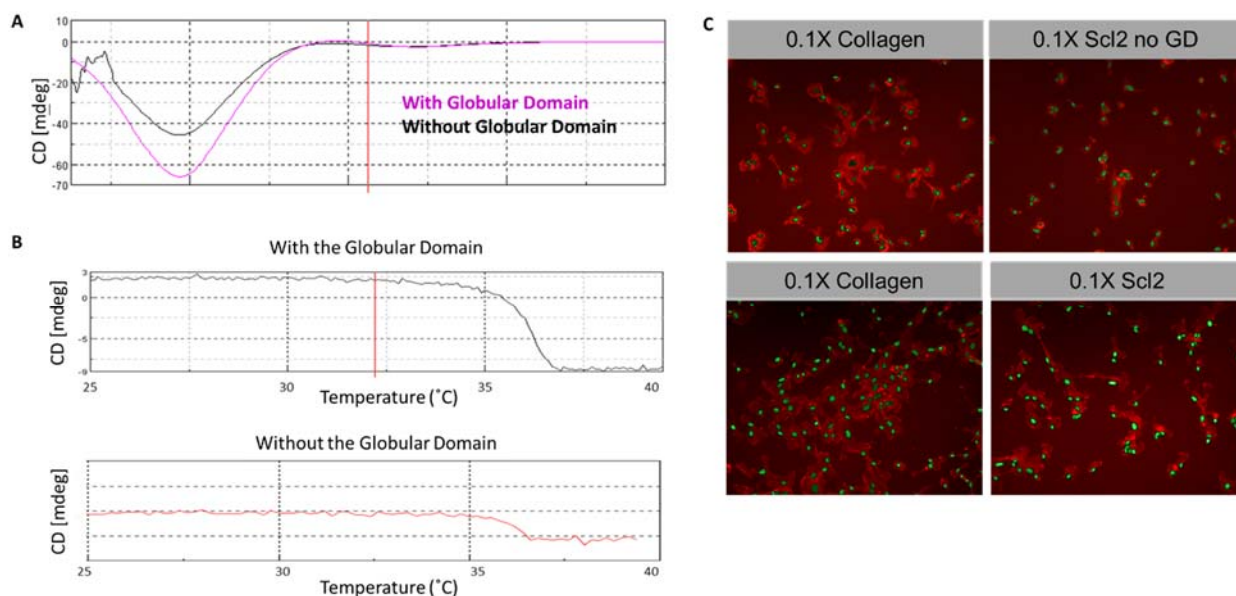 A
10
0
-20
-40
-60
-70
CD [mdeg]
With Globular Domain
Without Globular Domain
B
With the Globular Domain
3
0
-5
-9
CD [mdeg]
25
30
35
40
Temperature (˚C)
Without the Globular Domain
CD [mdeg]
25
30
35
40
Temperature (˚C)
C
0.1X Collagen
0.1X Scl2 no GD
0.1X Collagen
0.1X Scl2